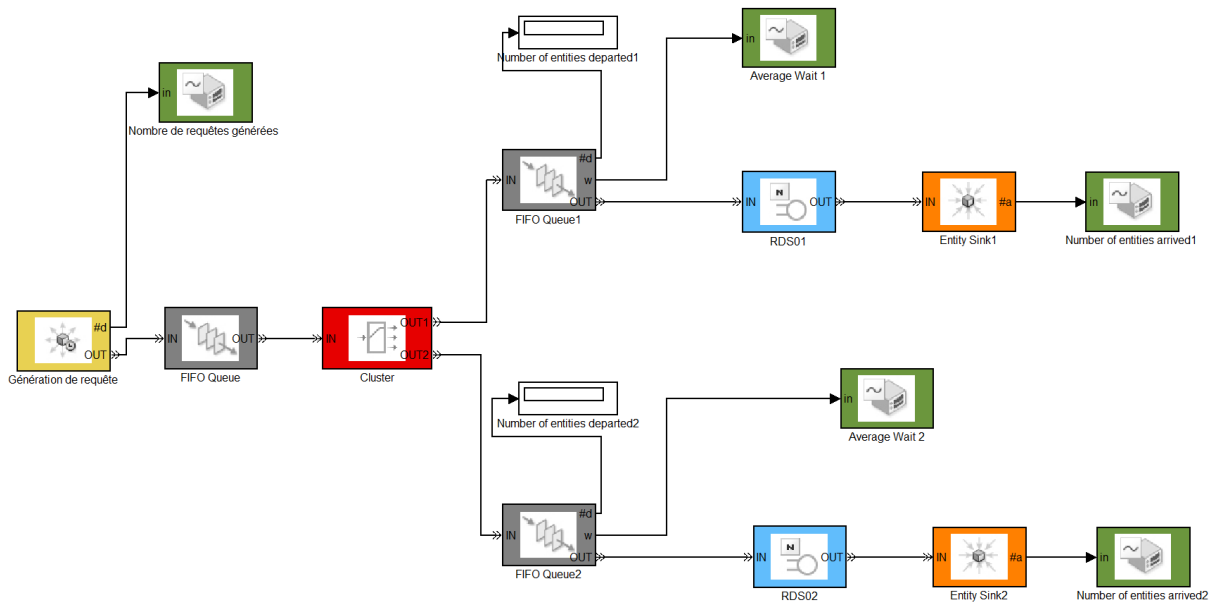 Number of entities departed1
in
Average Wait 1
in
Nombre de requêtes générées
#d
IN
w
OUT
FIFO Queue1
IN
OUT
RDS01
IN
#a
Entity Sink1
in
Number of entities arrived1
#d
OUT
Génération de requête
IN
OUT
FIFO Queue
IN
OUT1
OUT2
Cluster
Number of entities departed2
in
Average Wait 2
#d
IN
w
OUT
FIFO Queue2
N
IN
OUT
RDS02
IN
#a
Entity Sink2
in
Number of entities arrived2